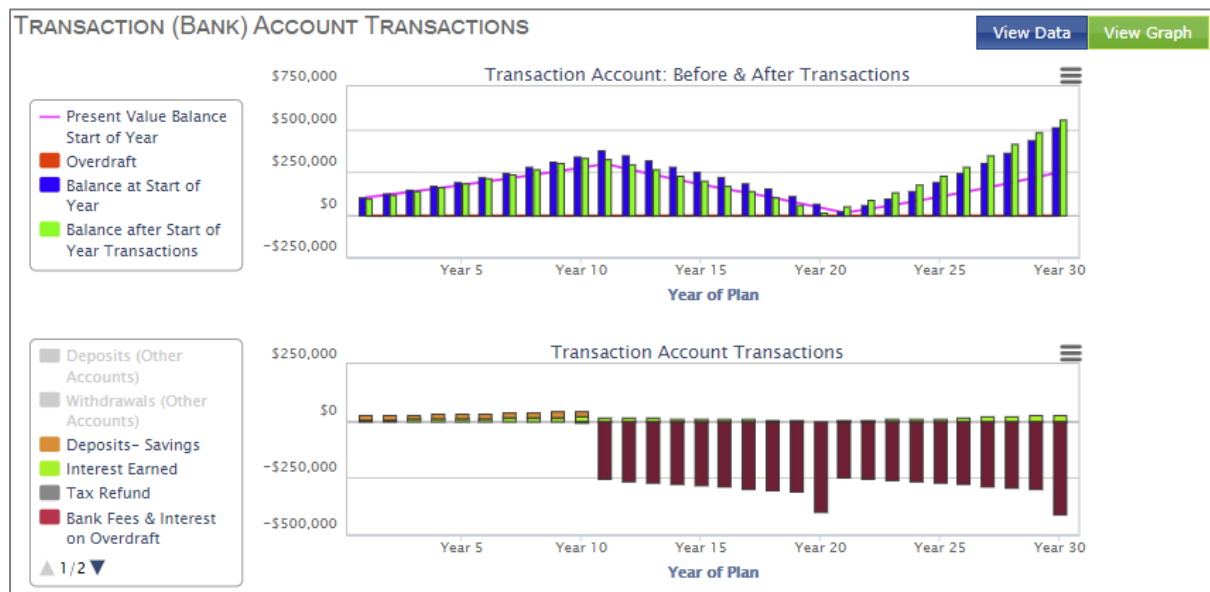 TRANSACTION (BANK) ACCOUNT TRANSACTIONS
View Data
View Graph
Transaction Account: Before & After Transactions
Present Value Balance
Start of Year
Overdraft
Balance at Start of
Year
Balance after Start of
Year Transactions
$750,000
$500,000
$250,000
$0
-$250,000
Year 5
Year 10
Year 15
Year 20
Year 25
Year 30
Year of Plan
Transaction Account Transactions
Deposits (Other
Accounts)
Withdrawals (Other
Accounts)
Deposits- Savings
Interest Earned
Tax Refund
Bank Fees & Interest
on Overdraft
1/2
$250,000
$0
-$250,000
-$500,000
Year 5
Year 10
Year 15
Year 20
Year 25
Year 30
Year of Plan